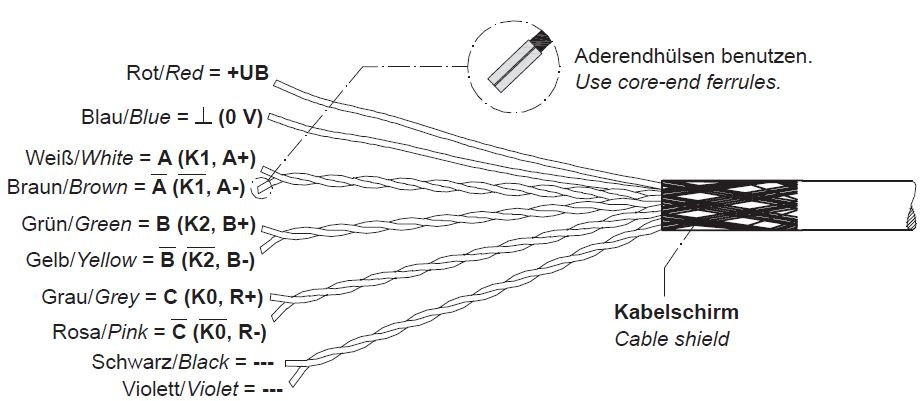 Aderendhülsen benutzen.
Use core-end ferrules.
Rot/Red = +UB
Blau/Blue = ⊥ (0 V)
Weiß/White = A (K1, A+)
Braun/Brown = A̅ (K̅1̅, A-)
Grün/Green = B (K2, B+)
Gelb/Yellow = B̅ (K̅2̅, B-)
Grau/Grey = C (K0, R+)
Rosa/Pink = C̅ (K̅0̅, R-)
Schwarz/Black = ---
Violett/Violet = ---
Kabelschirm
Cable shield